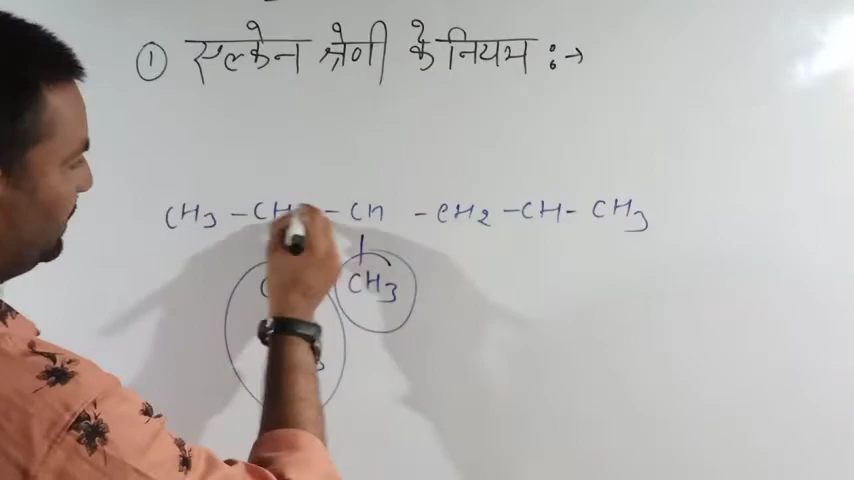 ① एल्केन श्रेणी के नियम :→
CH3 - CH - CH - CH2 - CH - CH3
CH3